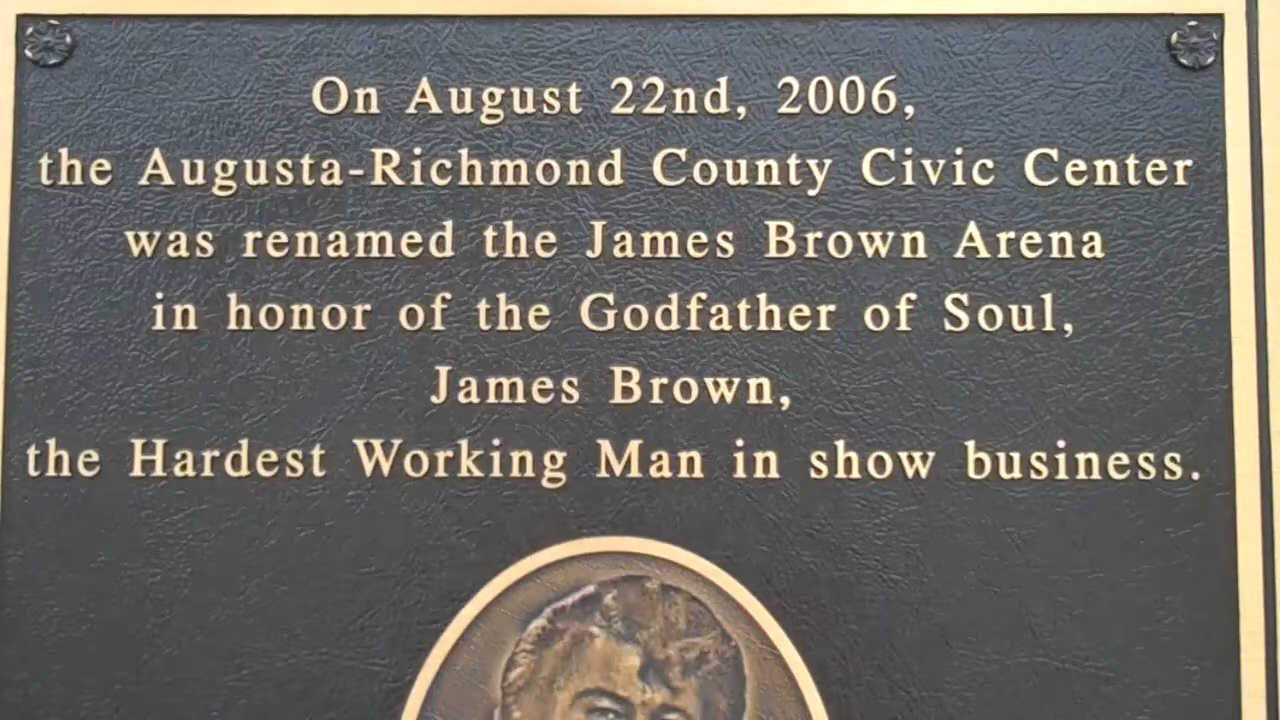 On August 22nd, 2006,
the Augusta-Richmond County Civic Center
was renamed the James Brown Arena
in honor of the Godfather of Soul,
James Brown,
the Hardest Working Man in show business.